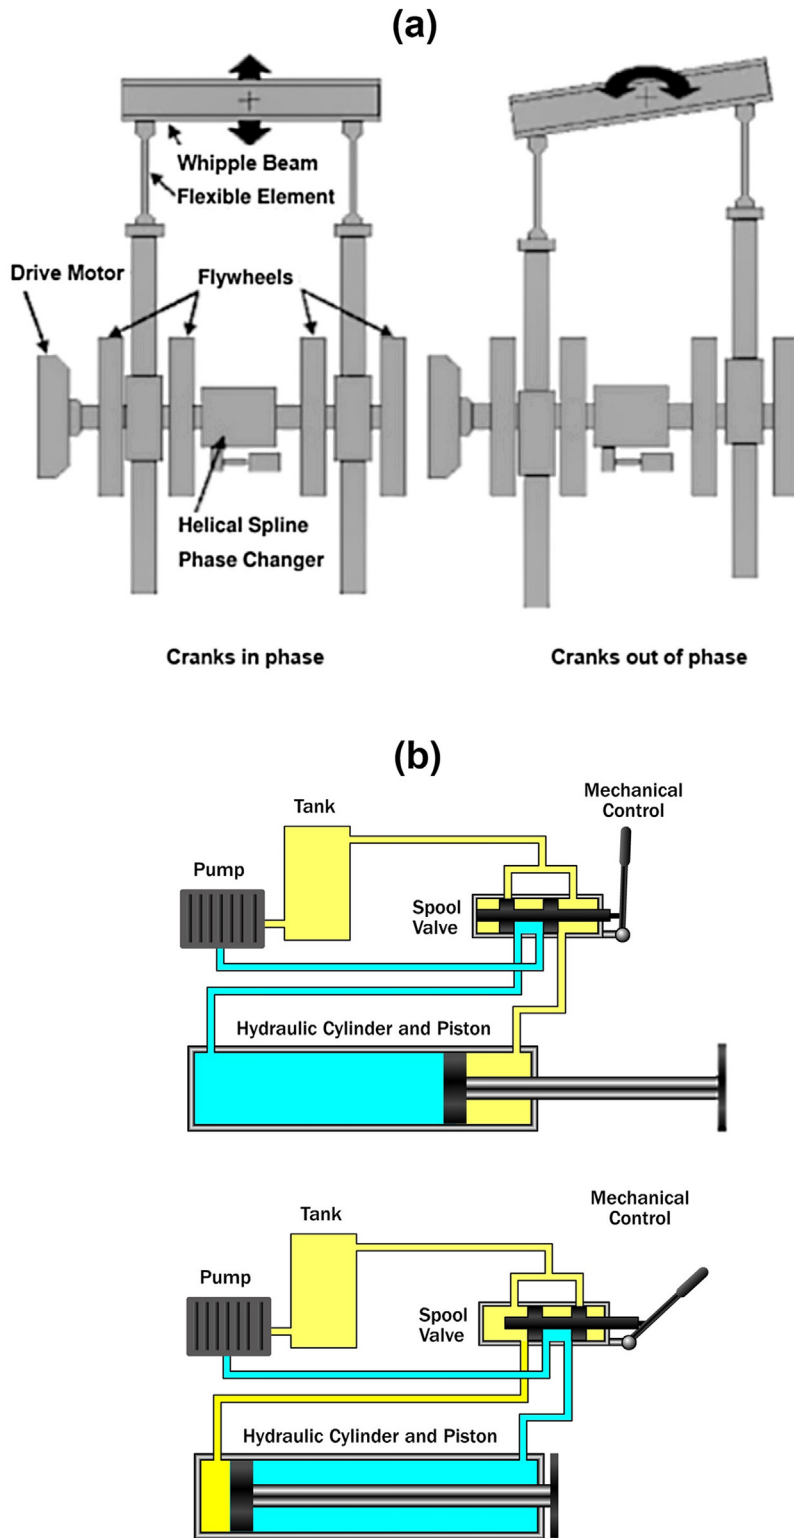 (a)
Whipple Beam
Flexible Element
Drive Motor
Flywheels
Helical Spline
Phase Changer
Cranks in phase
Cranks out of phase
(b)
Mechanical
Control
Tank
Pump
Spool
Valve
Hydraulic Cylinder and Piston
Mechanical
Control
Tank
Pump
Spool
Valve
Hydraulic Cylinder and Piston